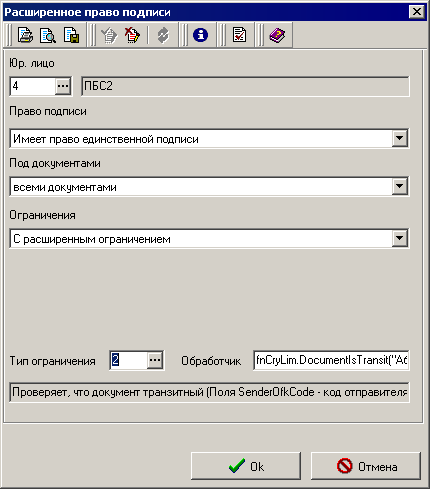 Расширенное право подписи
Юр. лицо
4 ... ПБС2
Право подписи
Имеет право единственной подписи
Под документами
всеми документами
Ограничения
С расширенным ограничением
Тип ограничения 2 ... Обработчик fnCryLim.DocumentIsTransit("Аб
Проверяет, что документ транзитный (Поля SenderOfkCode - код отправителя
Ok Отмена